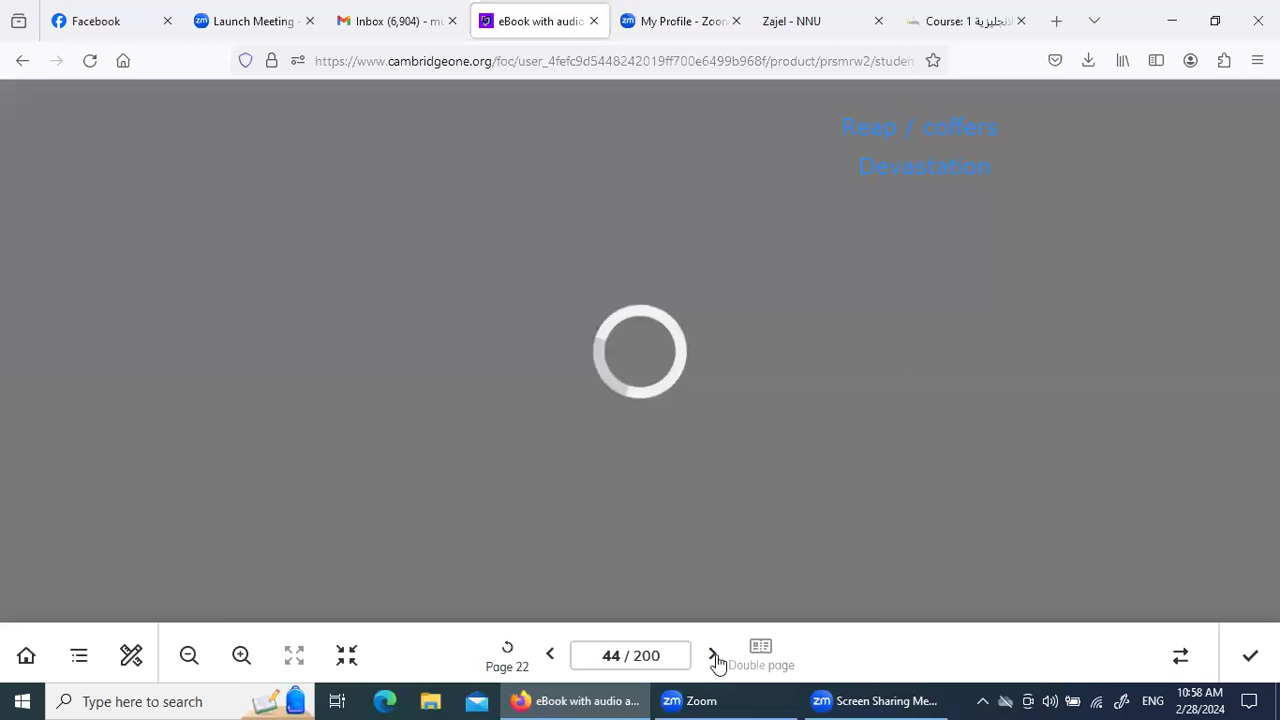 Facebook
Launch Meeting -
Inbox (6,904) - mu
eBook with audio
My Profile - Zoom
Zajel - NNU
Course: 1 الانجليزية
https://www.cambridgeone.org/foc/user_4fefc9d5448242019ff700e6499b968f/product/prsmrw2/studen
Reap / coffers
Devastation
Page 22
44 / 200
Double page
Type here to search
eBook with audio a...
Zoom
Screen Sharing Me...
ENG
10:58 AM
2/28/2024